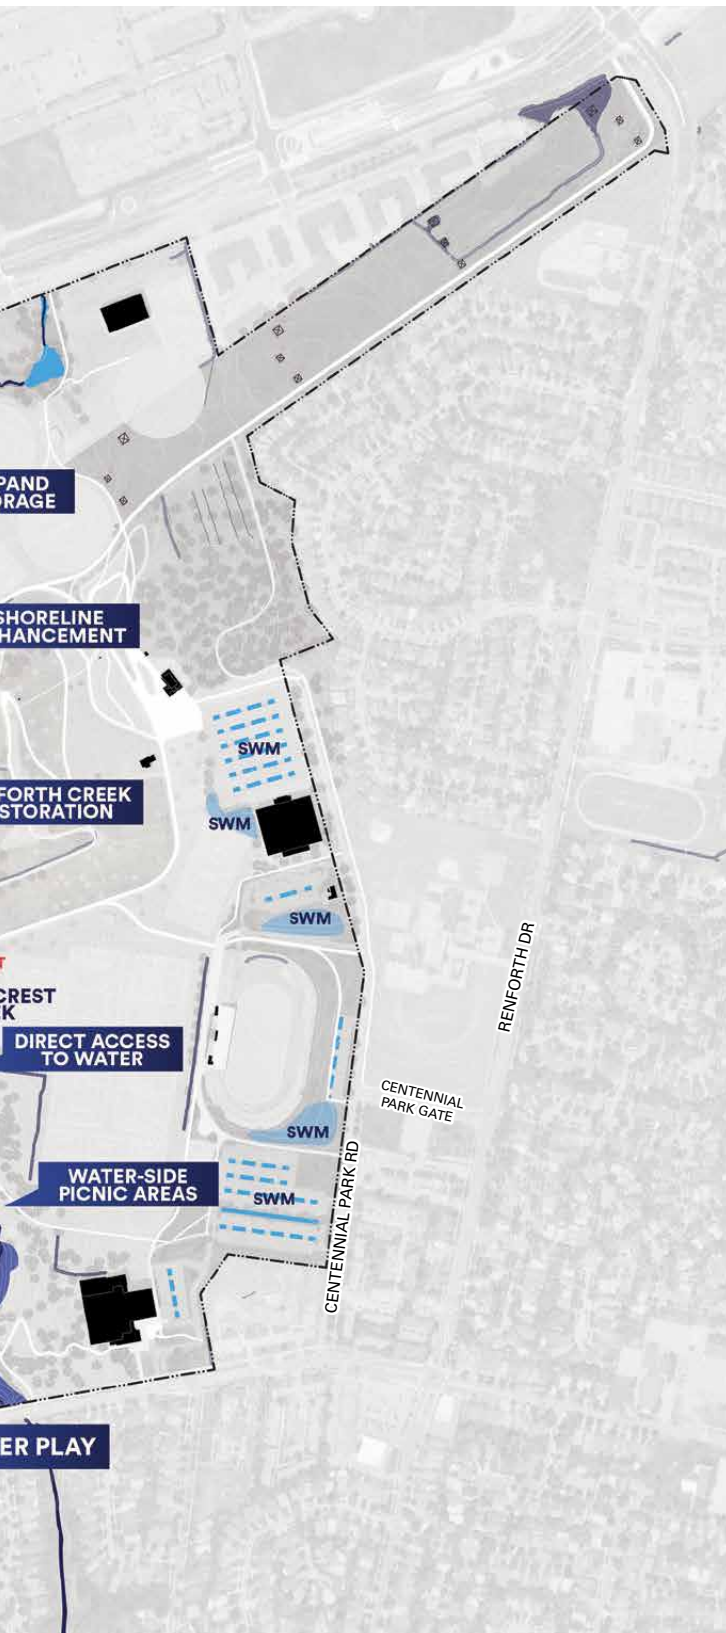 PAND
ORAGE
SHORELINE
HANCEMENT
SWM
FORTH CREEK
STORATION
SWM
SWM
RENFORTH DR
T
CREST
K
DIRECT ACCESS
TO WATER
CENTENNIAL
PARK GATE
SWM
CENTENNIAL PARK RD
WATER-SIDE
PICNIC AREAS
SWM
ER PLAY